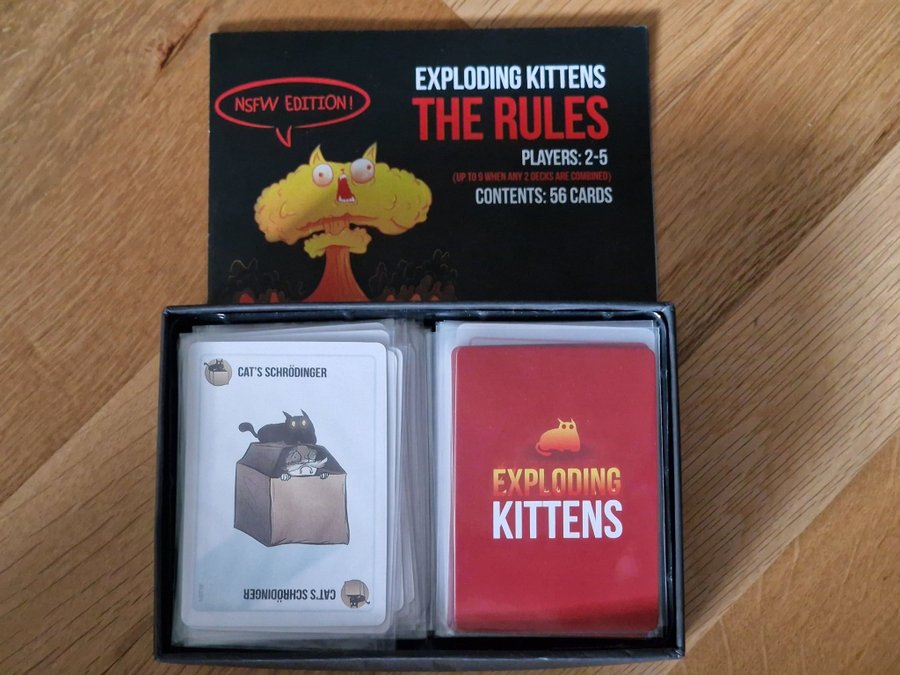 NSFW EDITION!
EXPLODING KITTENS
THE RULES
PLAYERS: 2-5
(UP TO 9 WHEN ANY 2 DECKS ARE COMBINED)
CONTENTS: 56 CARDS
CAT'S SCHRÖDINGER
CAT'S SCHRÖDINGER
EXPLODING
KITTENS